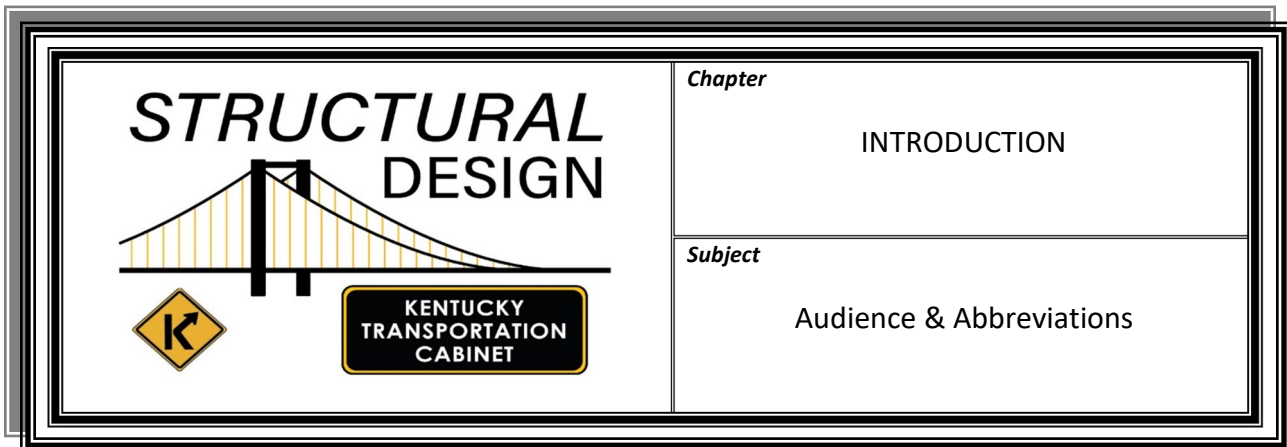 STRUCTURAL
DESIGN
KENTUCKY
TRANSPORTATION
CABINET
Chapter
INTRODUCTION
Subject
Audience & Abbreviations